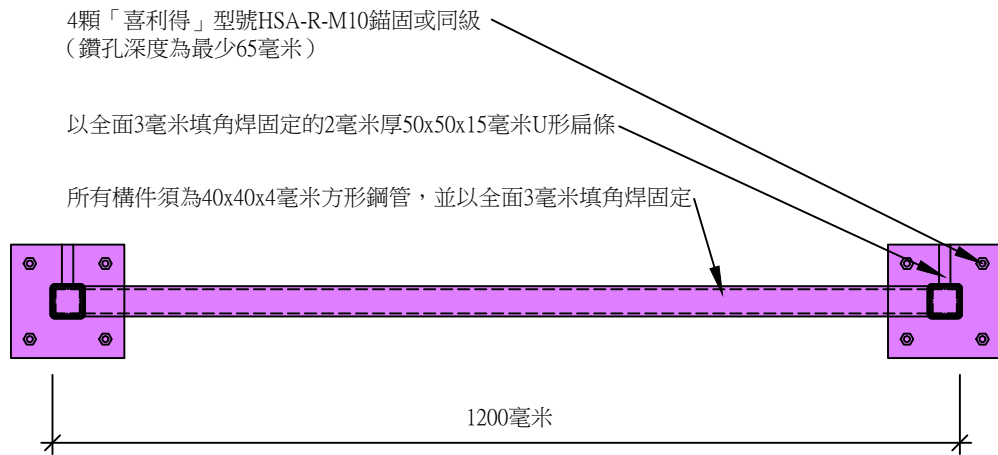 4顆「喜利得」型號HSA-R-M10錨固或同級
（鑽孔深度為最少65毫米）
以全面3毫米填角焊固定的2毫米厚50x50x15毫米U形扁條
所有構件須為40x40x4毫米方形鋼管，並以全面3毫米填角焊固定
1200毫米